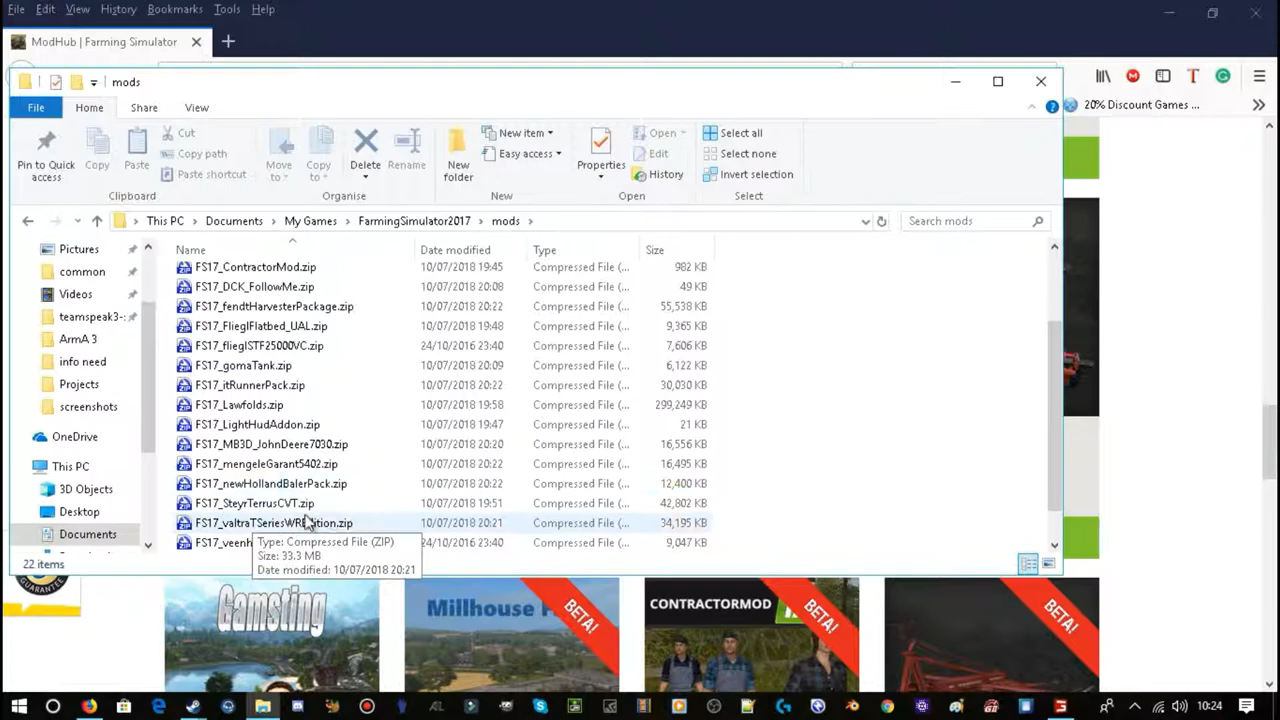 File Edit View History Bookmarks Tools Help
ModHub | Farming Simulator
mods
File Home Share View
Pin to Quick access
Copy
Paste
Cut
Copy path
Paste shortcut
Move to
Copy to
Delete
Rename
New folder
New item
Easy access
Properties
Open
Edit
History
Select all
Select none
Invert selection
Clipboard Organise New Open Select
20% Discount Games ...
This PC > Documents > My Games > FarmingSimulator2017 > mods >
Search mods
Name Date modified Type Size
FS17_ContractorMod.zip 10/07/2018 19:45 Compressed File (... 982 KB
FS17_DCK_FollowMe.zip 10/07/2018 20:08 Compressed File (... 49 KB
FS17_fendtHarvesterPackage.zip 10/07/2018 20:22 Compressed File (... 55,538 KB
FS17_FlieglFlatbed_UAL.zip 10/07/2018 19:48 Compressed File (... 9,365 KB
FS17_flieglSTF25000VC.zip 24/10/2016 23:40 Compressed File (... 7,606 KB
FS17_gomaTank.zip 10/07/2018 20:09 Compressed File (... 6,122 KB
FS17_itRunnerPack.zip 10/07/2018 20:22 Compressed File (... 30,030 KB
FS17_Lawfolds.zip 10/07/2018 19:58 Compressed File (... 299,249 KB
FS17_LightHudAddon.zip 10/07/2018 19:47 Compressed File (... 21 KB
FS17_MB3D_JohnDeere7030.zip 10/07/2018 20:20 Compressed File (... 16,556 KB
FS17_mengeleGarant5402.zip 10/07/2018 20:22 Compressed File (... 16,495 KB
FS17_newHollandBalerPack.zip 10/07/2018 20:22 Compressed File (... 12,400 KB
FS17_SteyrTerrusCVT.zip 10/07/2018 19:51 Compressed File (... 42,802 KB
10/07/2018 20:21 Compressed File (... 34,195 KB
24/10/2016 23:40 Compressed File (... 9,047 KB
Type: Compressed File (ZIP)
Size: 33.3 MB
Date modified: 10/07/2018 20:21
Pictures
common
Videos
teamspeak3-:
ArmA 3
info need
Projects
screenshots
OneDrive
This PC
3D Objects
Desktop
Documents
22 items
GUARANTEE
Gamsting
Millhouse
BETA!
CONTRACTORMOD
BETA!
BETA!
10:24